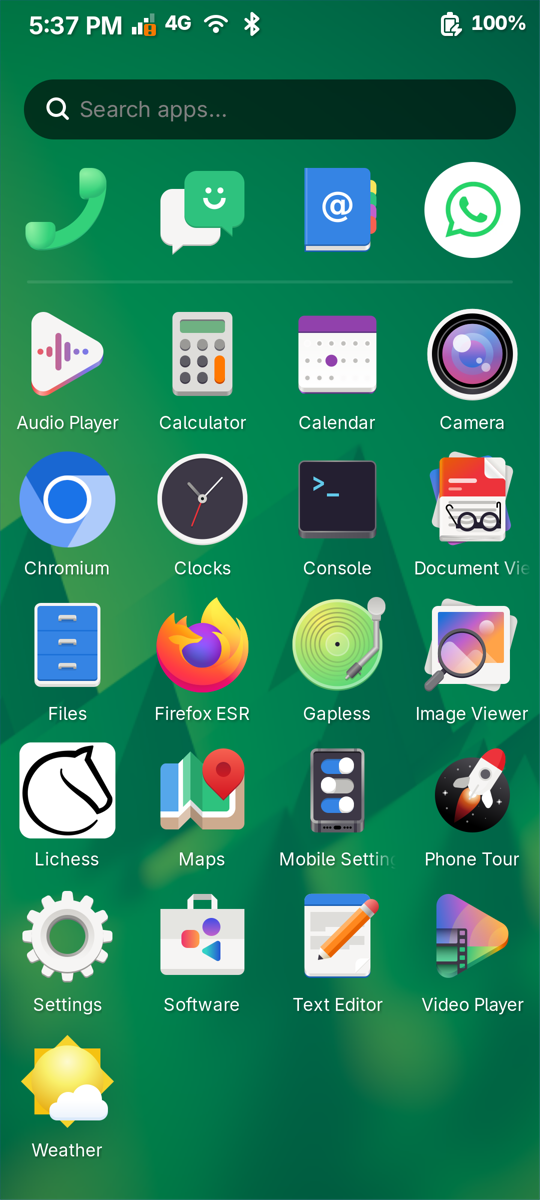 5:37 PM 4G 100%
Search apps...
@
Audio Player Calculator Calendar Camera
>_
Chromium Clocks Console Document Vie
Files Firefox ESR Gapless Image Viewer
Lichess Maps Mobile Setting Phone Tour
Settings Software Text Editor Video Player
Weather